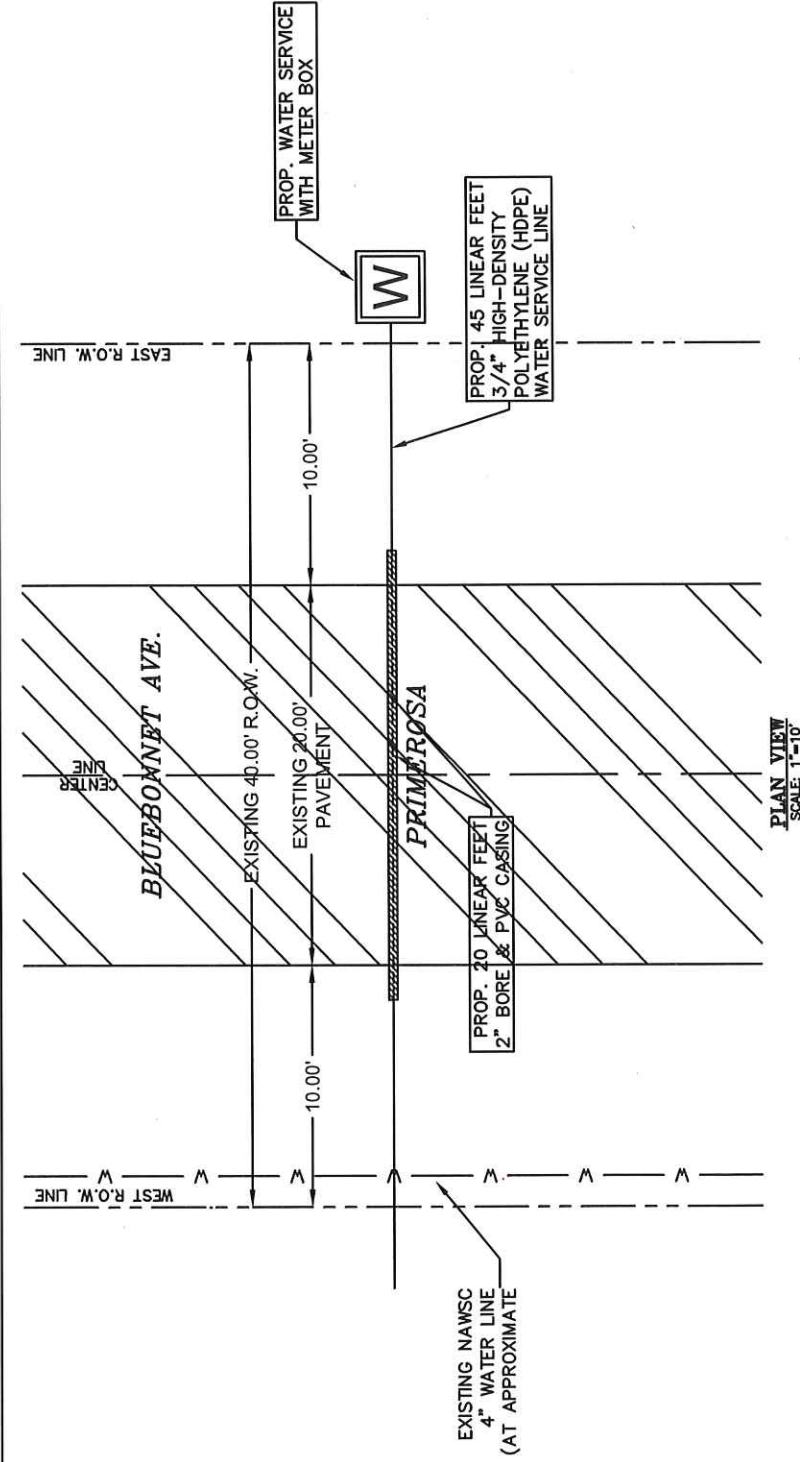 PROP. WATER SERVICE
WITH METER BOX
W
PROP. 45 LINEAR FEET
3/4" HIGH-DENSITY
POLYETHYLENE (HDPE)
WATER SERVICE LINE
EAST R.O.W. LINE
10.00'
BLUEBONNET AVE.
CENTER
LINE
EXISTING 40.00' R.O.W.
EXISTING 20.00'
PAVEMENT
PRIMEROSA
PROP. 20 LINEAR FEET
2" BORE & PVC CASING
10.00'
WEST R.O.W. LINE
W
W
W
W
W
W
W
EXISTING NAWSC
4" WATER LINE
(AT APPROXIMATE
PLAN VIEW
SCALE: 1"=10'